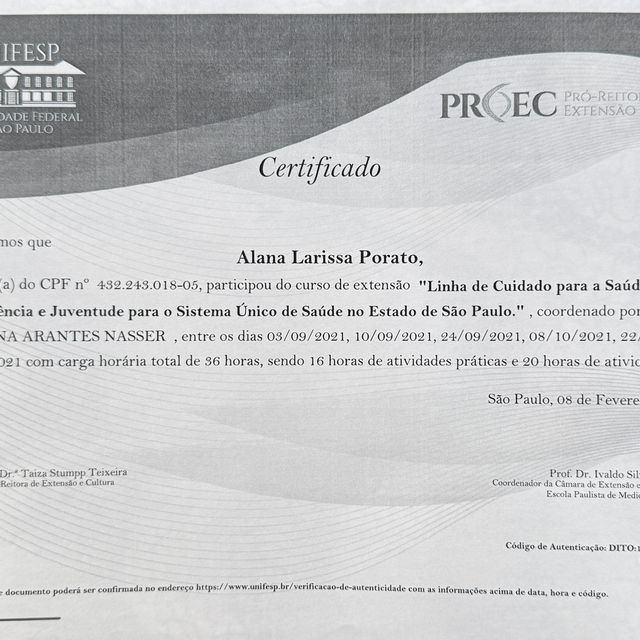 UNIFESP
DADE FEDERAL
ÃO PAULO
PROEC PRÓ-REITOR
EXTENSÃO
Certificado
mos que
Alana Larissa Porato,
(a) do CPF nº 432.243.018-05, participou do curso de extensão "Linha de Cuidado para a Saúd
ência e Juventude para o Sistema Único de Saúde no Estado de São Paulo." , coordenado por
NA ARANTES NASSER , entre os dias 03/09/2021, 10/09/2021, 24/09/2021, 08/10/2021, 22/
021 com carga horária total de 36 horas, sendo 16 horas de atividades práticas e 20 horas de ativid
São Paulo, 08 de Fevere
Dr.ª Taiza Stumpp Teixeira
Reitora de Extensão e Cultura
Prof. Dr. Ivaldo Sil
Coordenador da Câmara de Extensão e
Escola Paulista de Medic
Código de Autenticação: DITO:1
e documento poderá ser confirmada no endereço https://www.unifesp.br/verificacao-de-autenticidade com as informações acima de data, hora e código.